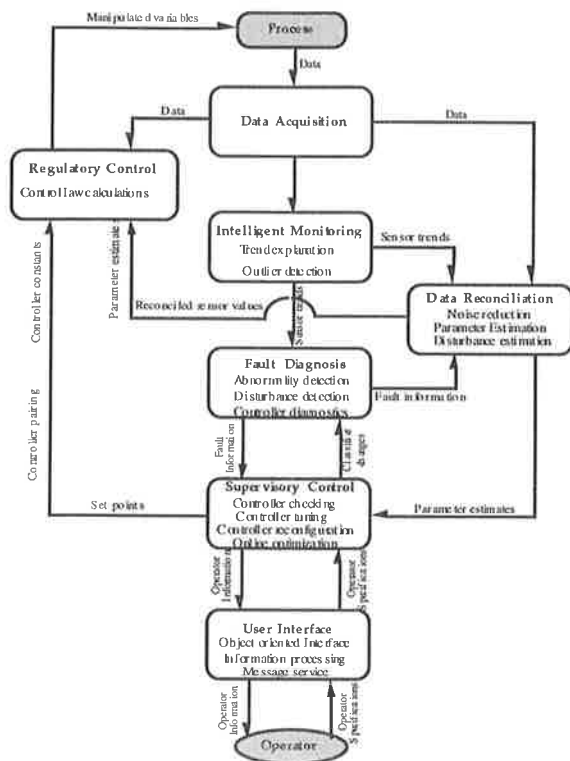 Manipulated variables
Process
Data
Data
Data
Data Acquisition
Regulatory Control
Control law calculations
Intelligent Monitoring
Trend explanation
Outlier detection
Sensor trends
Parameter estimates
Reconciled sensor values
Sensor trends
Data Reconciliation
Noise reduction
Parameter Estimation
Disturbance estimation
Controller constants
Fault Diagnosis
Abnormality detection
Disturbance detection
Controller diagnostics
Fault information
Controller pairing
Fault
Information
changes
Set points
Supervisory Control
Controller checking
Controller tuning
Controller reconfiguration
Online optimization
Parameter estimates
Operator
Information
Operator
Specifications
User Interface
Object oriented Interface
Information processing
Message service
Operator
Information
Operator
Specifications
Operator